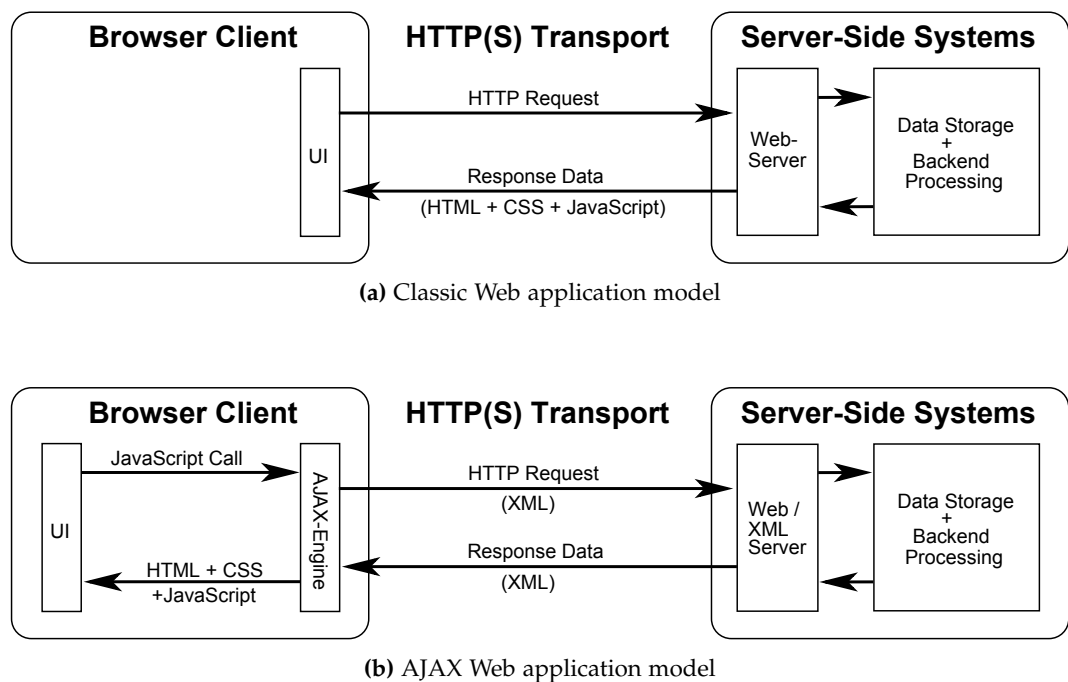 Browser Client
HTTP(S) Transport
Server-Side Systems
UI
HTTP Request
Response Data
(HTML + CSS + JavaScript)
Web-
Server
Data Storage
+
Backend
Processing
(a) Classic Web application model
Browser Client
HTTP(S) Transport
Server-Side Systems
UI
JavaScript Call
HTML + CSS
+JavaScript
AJAX-Engine
HTTP Request
(XML)
Response Data
(XML)
Web /
XML
Server
Data Storage
+
Backend
Processing
(b) AJAX Web application model